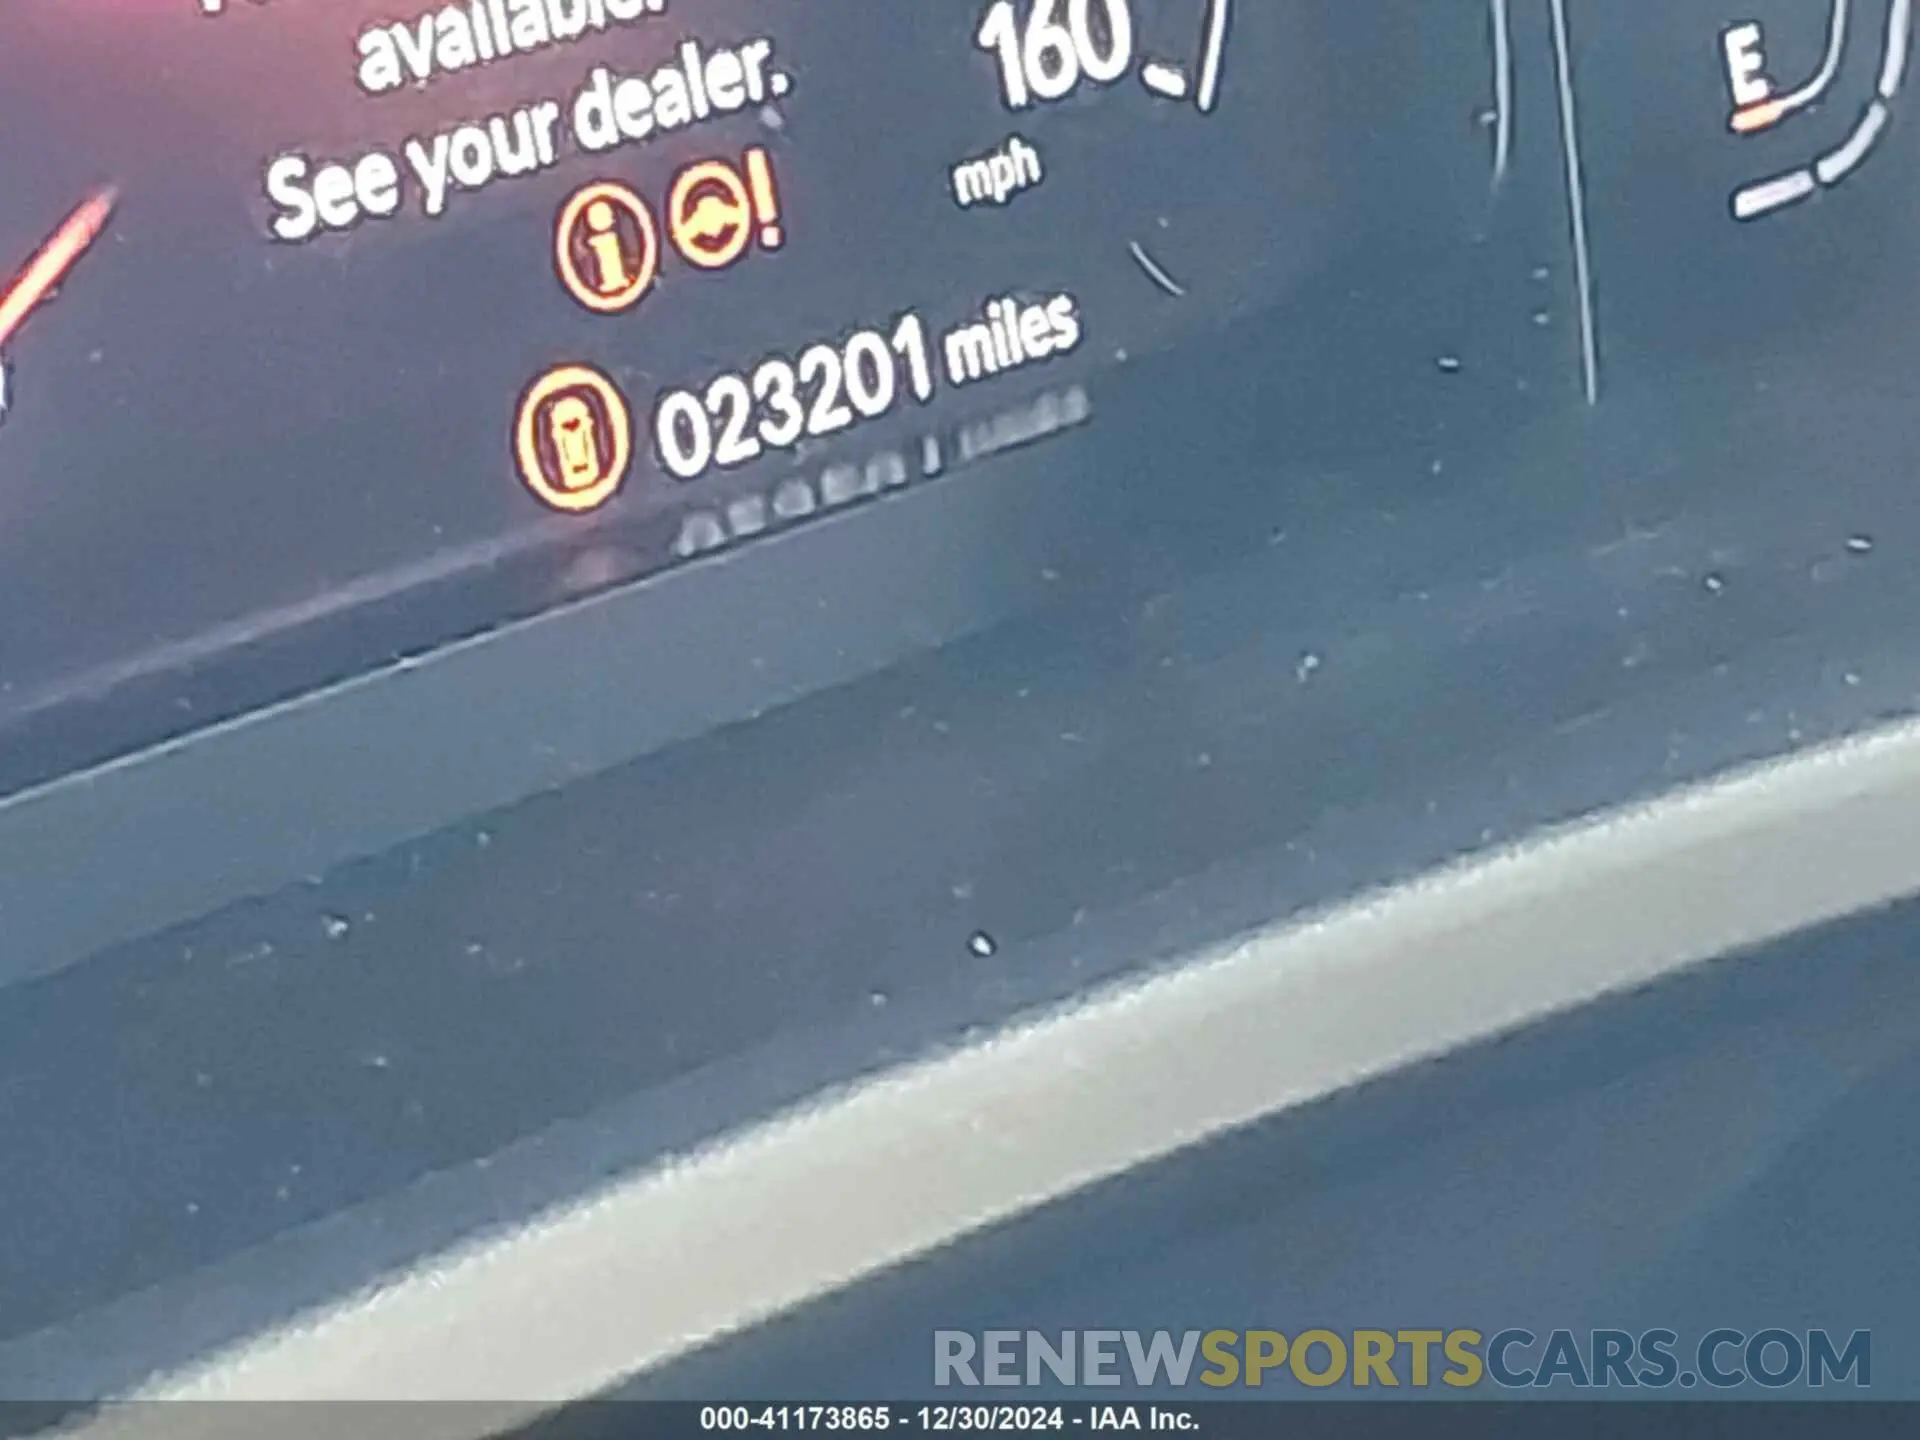 available.
See your dealer.
160
mph
E
023201 miles
RENEWSPORTSCARS.COM
000-41173865 - 12/30/2024 - IAA Inc.